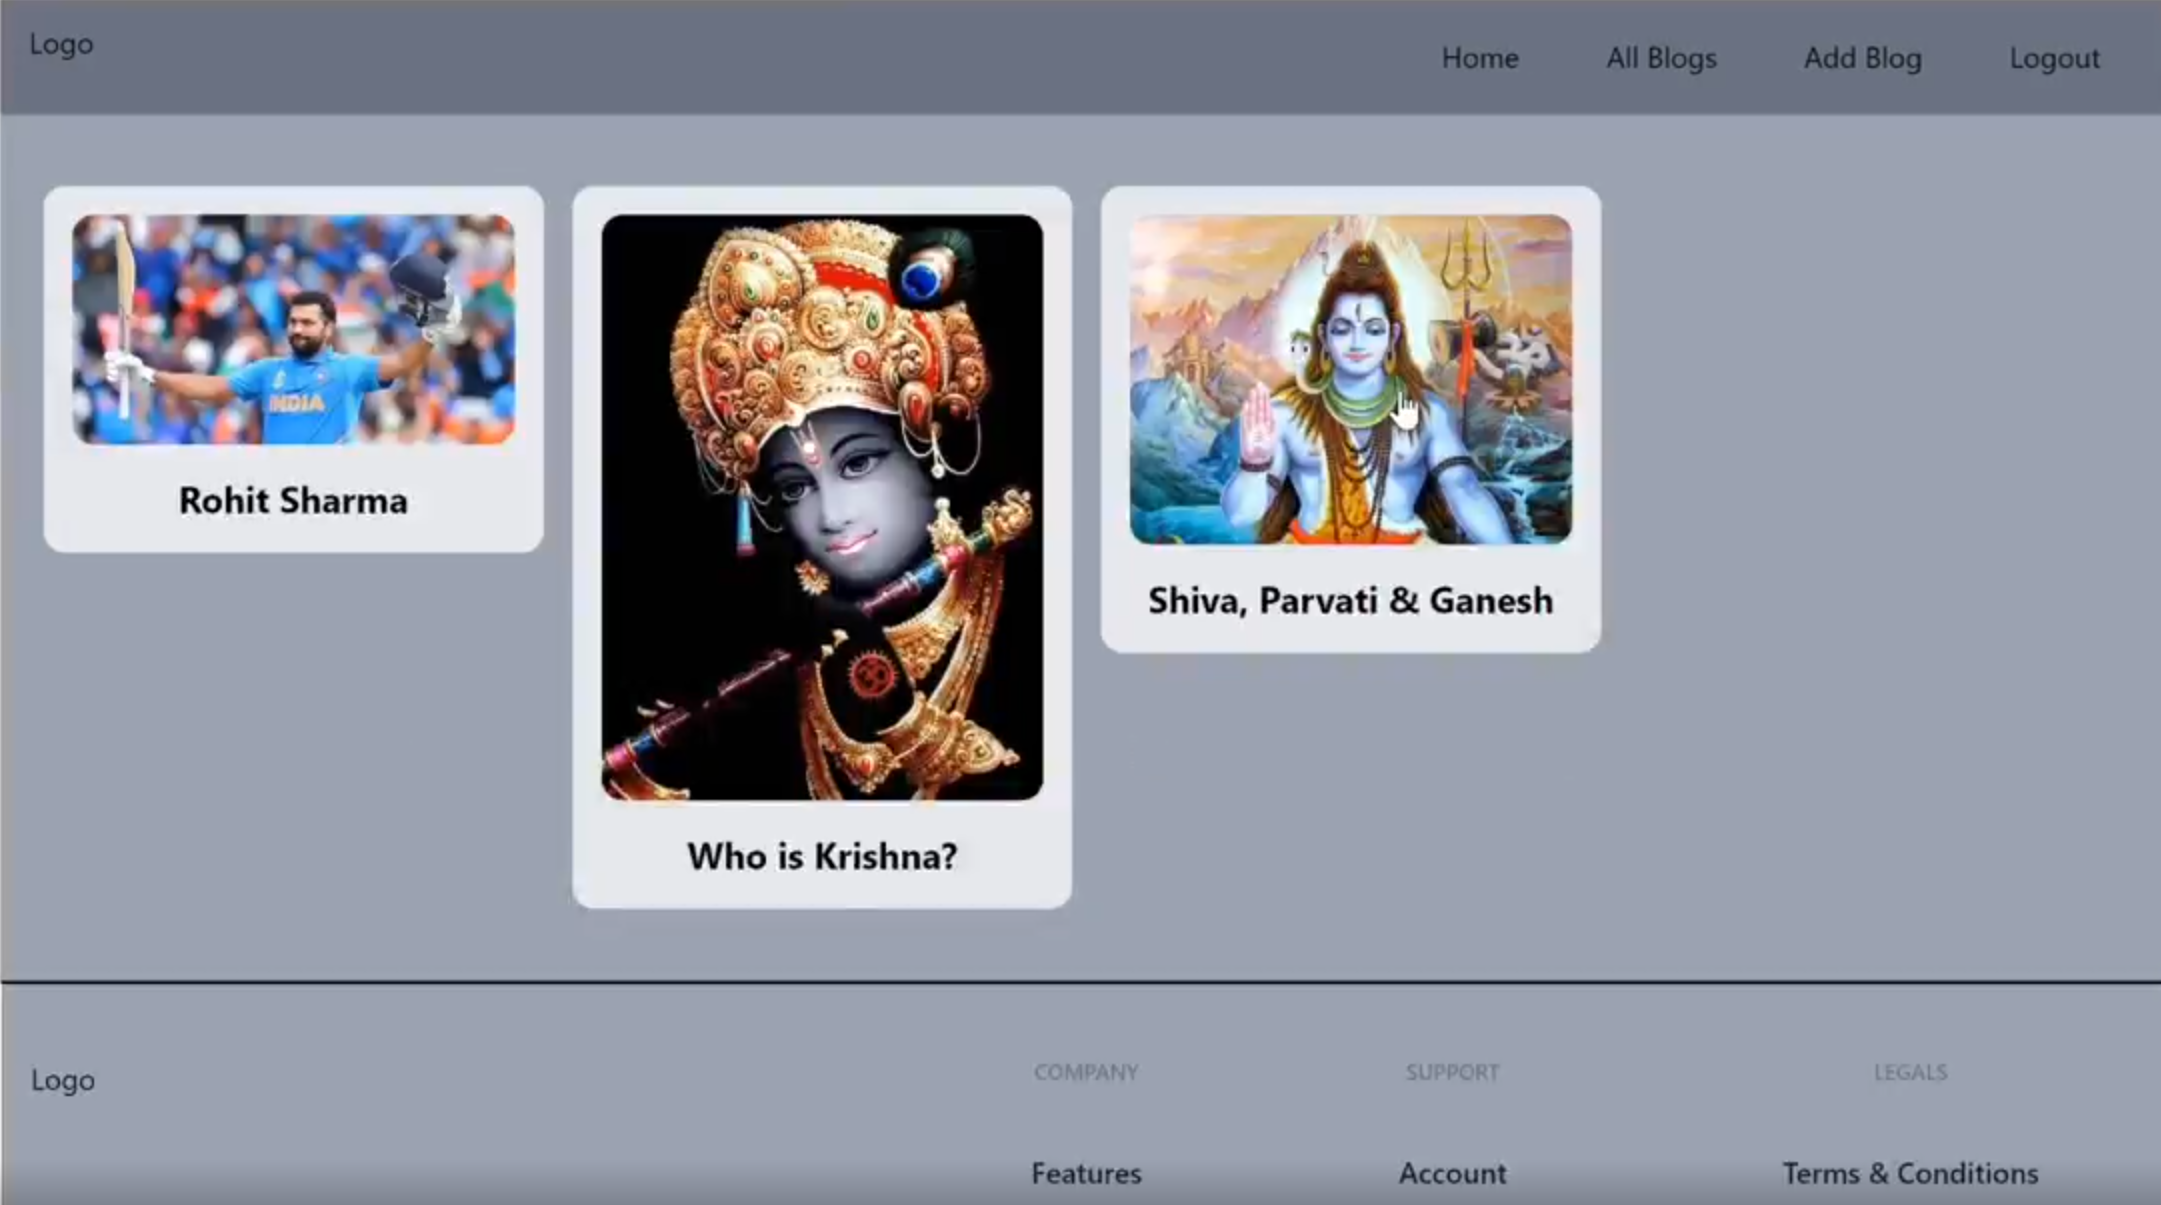 Logo
Home
All Blogs
Add Blog
Logout
INDIA
Rohit Sharma
ॐ
Who is Krishna?
ॐ
Shiva, Parvati & Ganesh
Logo
COMPANY
SUPPORT
LEGALS
Features
Account
Terms & Conditions